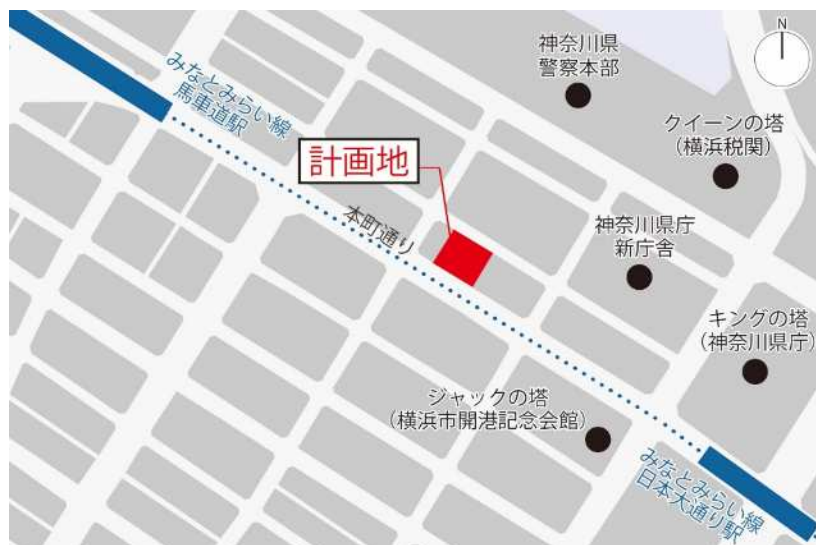 N
神奈川県
警察本部
クイーンの塔
(横浜税関)
みなとみらい線
馬車道駅
計画地
本町通り
神奈川県庁
新庁舎
キングの塔
(神奈川県庁)
ジャックの塔
(横浜市開港記念会館)
みなとみらい線
日本大通り駅